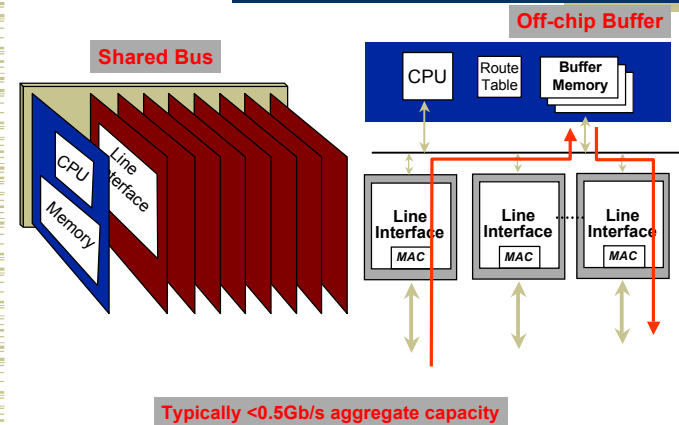 Off-chip Buffer
Shared Bus
CPU
Route
Table
Buffer
Memory
CPU
Memory
Line
Interface
Line
Interface
MAC
Line
Interface
MAC
......
Line
Interface
MAC
Typically <0.5Gb/s aggregate capacity